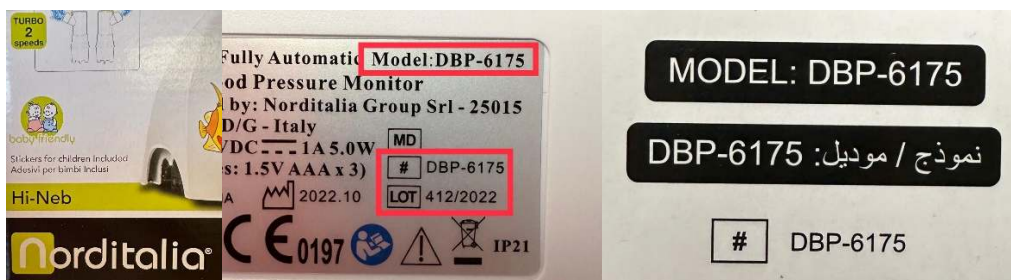 TURBO
2
speeds
baby friendly
Stickers for children Included
Adesivi per bimbi Inclusi
Hi-Neb
Norditalia®
Fully Automatic Model:DBP-6175
od Pressure Monitor
by: Norditalia Group Srl - 25015
D/G - Italy
VDC 1A 5.0W MD
s: 1.5V AAA x 3) # DBP-6175
A 2022.10 LOT 412/2022
CE0197 IP21
MODEL: DBP-6175
نموذج / موديل: DBP-6175
# DBP-6175